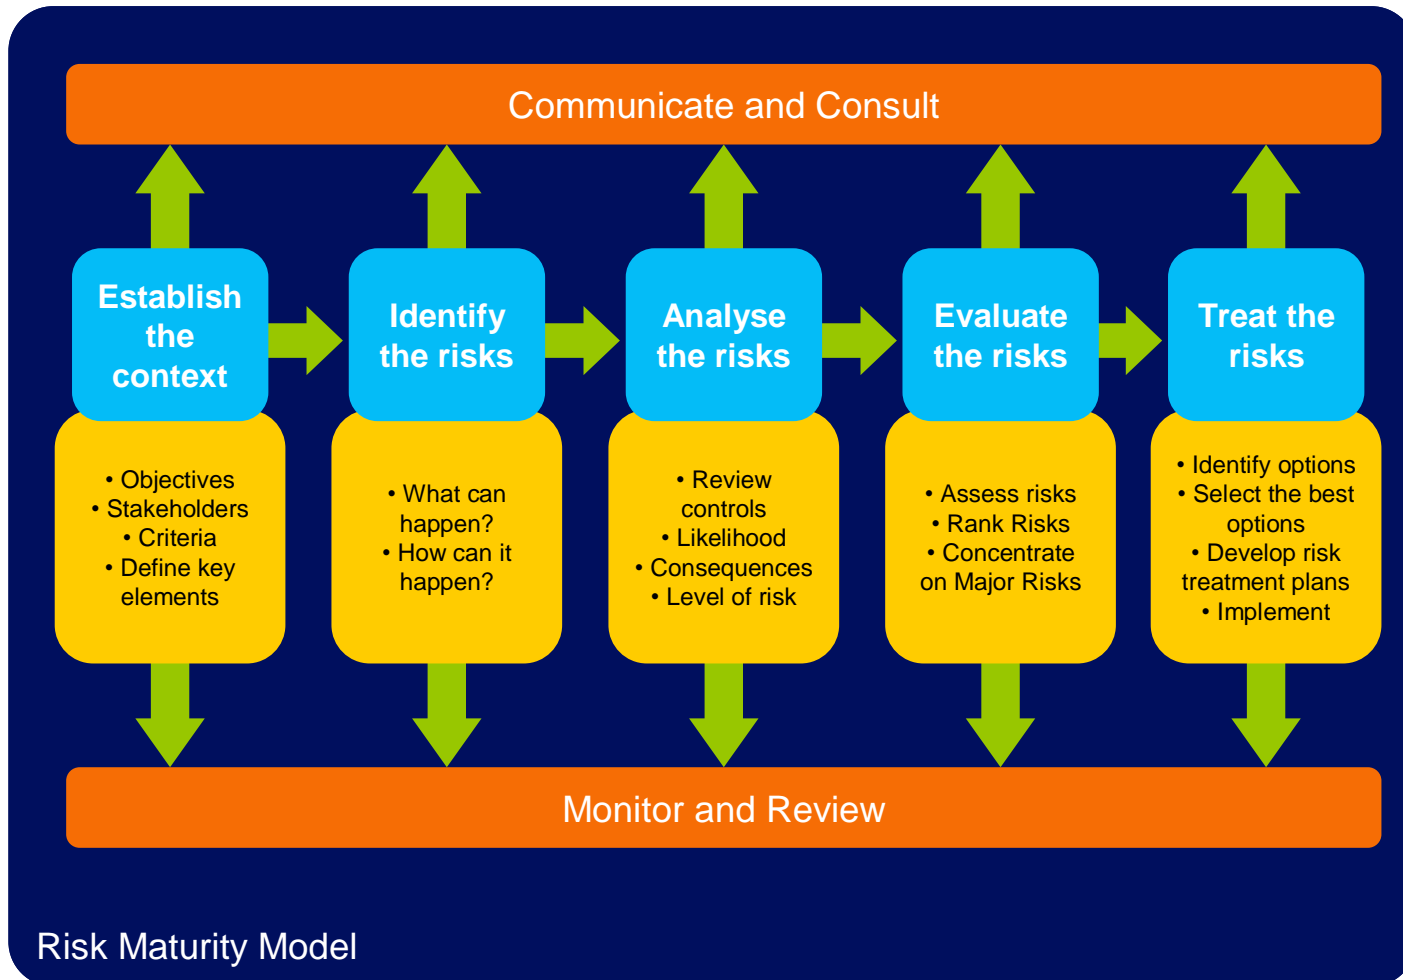 Communicate and Consult
Establish
the
context
Identify
the risks
Analyse
the risks
Evaluate
the risks
Treat the
risks
• Objectives
• Stakeholders
• Criteria
• Define key
elements
• What can
happen?
• How can it
happen?
• Review
controls
• Likelihood
• Consequences
• Level of risk
• Assess risks
• Rank Risks
• Concentrate
on Major Risks
• Identify options
• Select the best
options
• Develop risk
treatment plans
• Implement
Monitor and Review
Risk Maturity Model